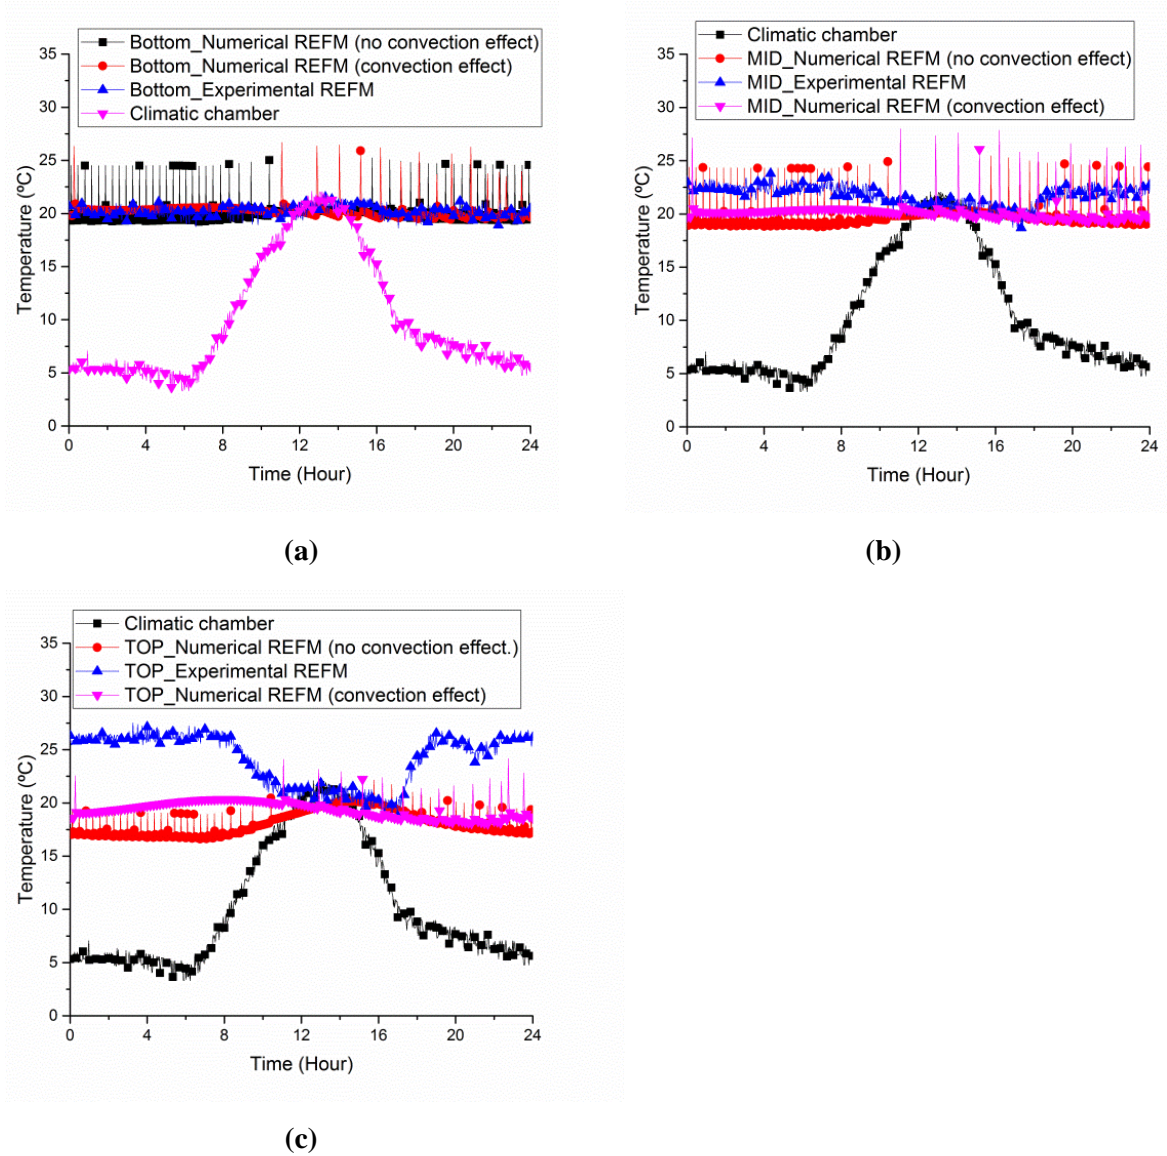 Bottom_Numerical REFM (no convection effect)
Bottom_Numerical REFM (convection effect)
Bottom_Experimental REFM
Climatic chamber
35
30
25
20
15
10
5
0
Temperature (ºC)
0 4 8 12 16 20 24
Time (Hour)
(a)
Climatic chamber
MID_Numerical REFM (no convection effect)
MID_Experimental REFM
MID_Numerical REFM (convection effect)
35
30
25
20
15
10
5
0
Temperature (ºC)
0 4 8 12 16 20 24
Time (Hour)
(b)
Climatic chamber
TOP_Numerical REFM (no convection effect.)
TOP_Experimental REFM
TOP_Numerical REFM (convection effect)
35
30
25
20
15
10
5
0
Temperature (ºC)
0 4 8 12 16 20 24
Time (Hour)
(c)